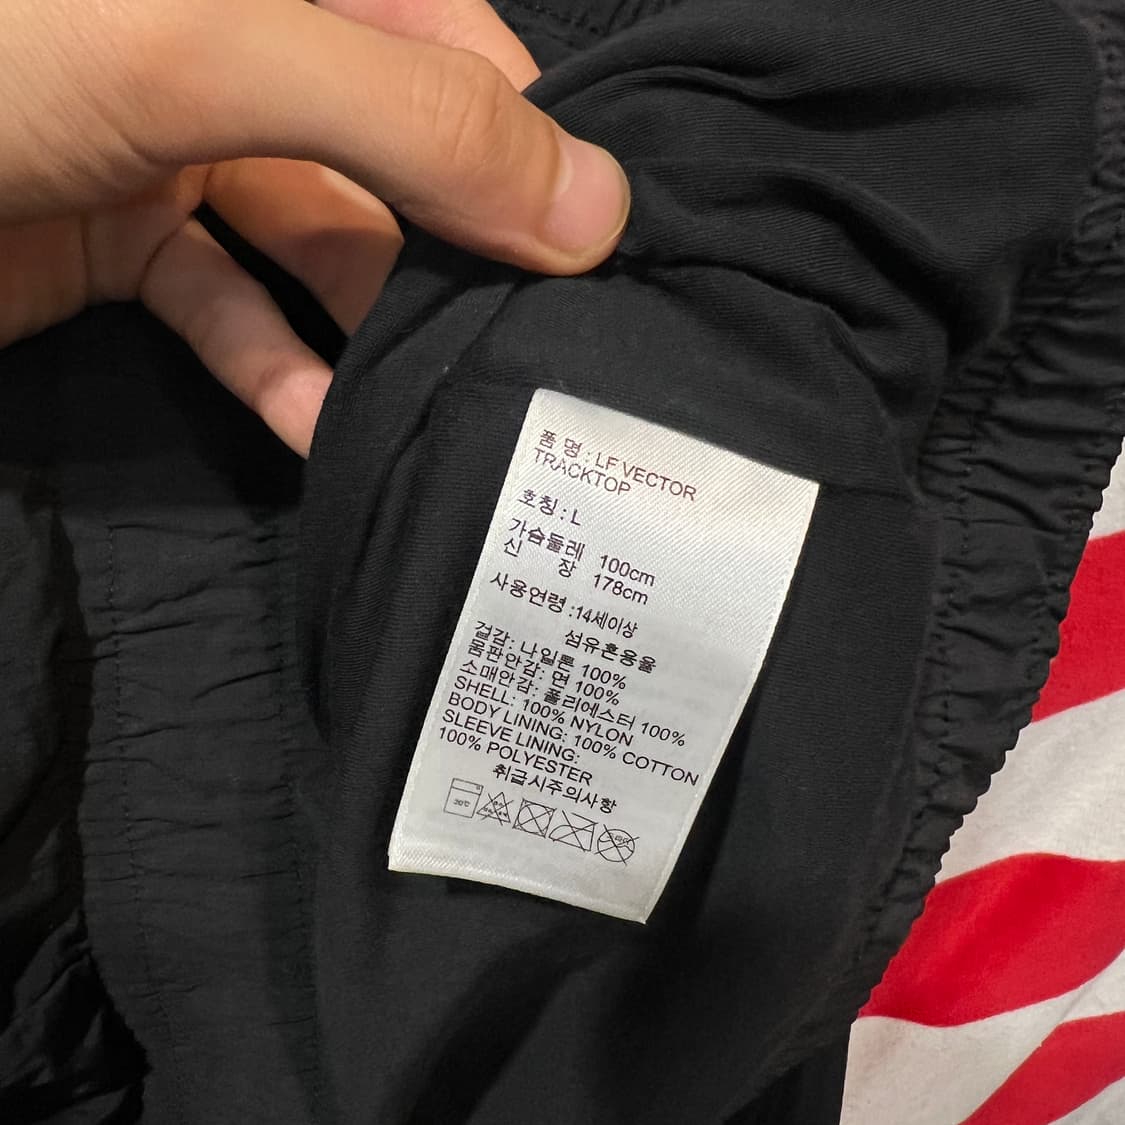 품 명 : LF VECTOR
TRACKTOP
호칭 : L
가슴둘레 100cm
신 장 178cm
사용연령 :14세이상
섬유혼용율
겉감: 나일론 100%
몸판안감: 면 100%
소매안감: 폴리에스터 100%
SHELL: 100% NYLON
BODY LINING: 100% COTTON
SLEEVE LINING:
100% POLYESTER
취급시주의사항
30℃